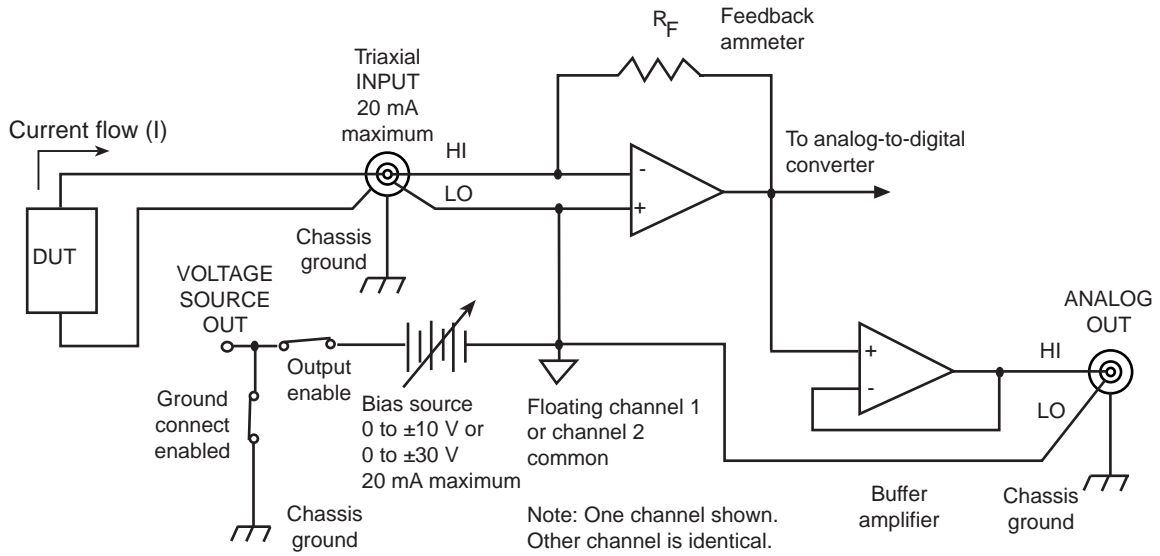 R_F
Feedback
ammeter
Triaxial
INPUT
20 mA
maximum
Current flow (I)
HI
LO
-
+
To analog-to-digital
converter
DUT
Chassis
ground
VOLTAGE
SOURCE
OUT
Output
enable
Ground
connect
enabled
Bias source
0 to ±10 V or
0 to ±30 V
20 mA maximum
Floating channel 1
or channel 2
common
+
-
HI
LO
ANALOG
OUT
Chassis
ground
Note: One channel shown.
Other channel is identical.
Buffer
amplifier
Chassis
ground